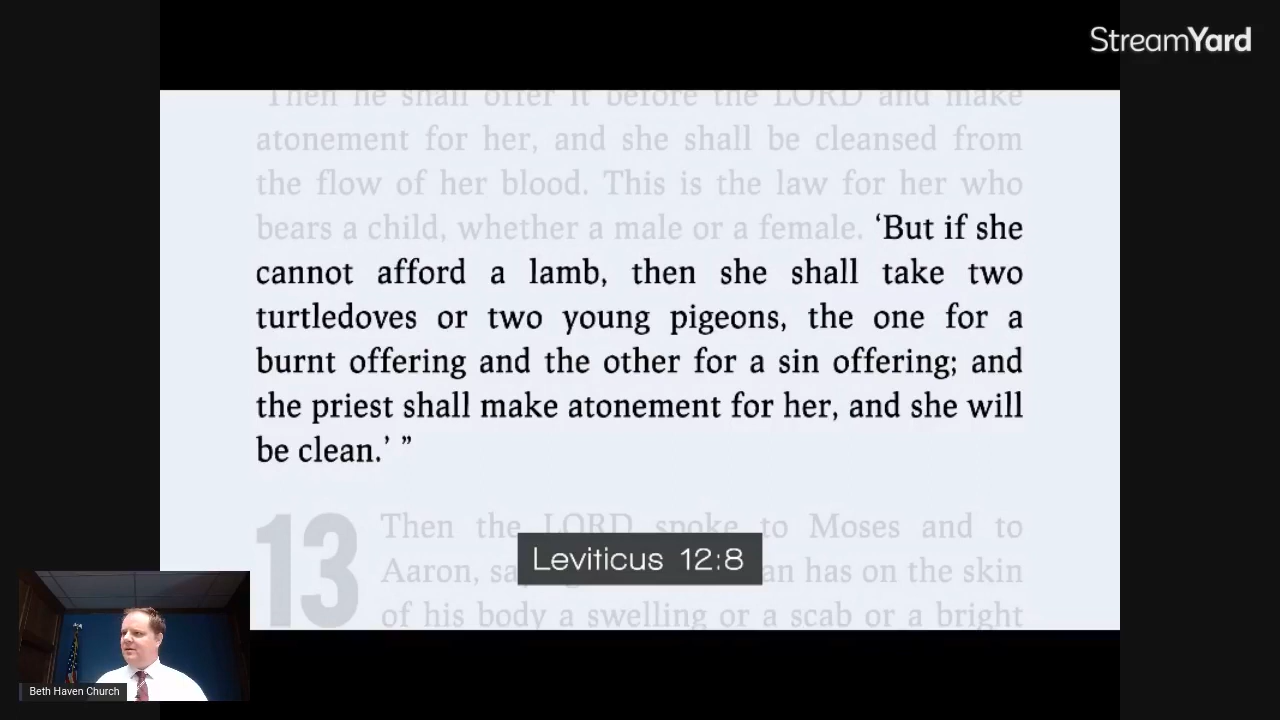 StreamYard
Then he shall offer it before the LORD and make
atonement for her, and she shall be cleansed from
the flow of her blood. This is the law for her who
bears a child, whether a male or a female. ‘But if she
cannot afford a lamb, then she shall take two
turtledoves or two young pigeons, the one for a
burnt offering and the other for a sin offering; and
the priest shall make atonement for her, and she will
be clean.’ ”
13 Then the LORD spoke to Moses and to
Aaron, an has on the skin
of his body a swelling or a scab or a bright
Leviticus 12:8
Beth Haven Church